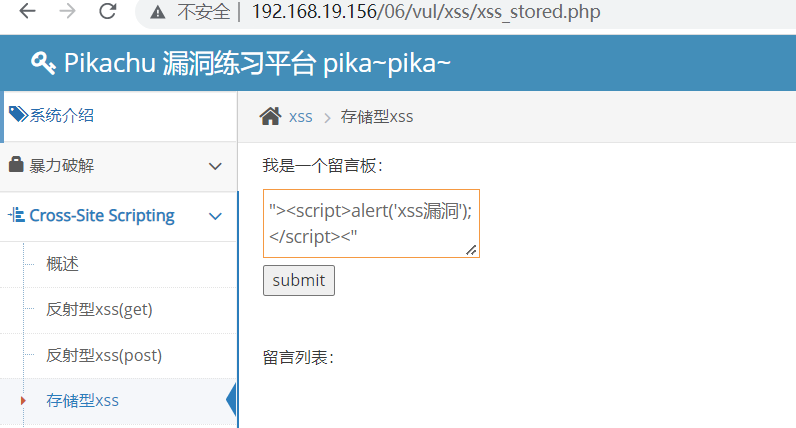 不安全 | 192.168.19.156/06/vul/xss/xss_stored.php
Pikachu 漏洞练习平台 pika~pika~
系统介绍
xss > 存储型xss
暴力破解
我是一个留言板：
"><script>alert('xss漏洞');
</script><"
Cross-Site Scripting
概述
submit
反射型xss(get)
反射型xss(post)
留言列表：
存储型xss